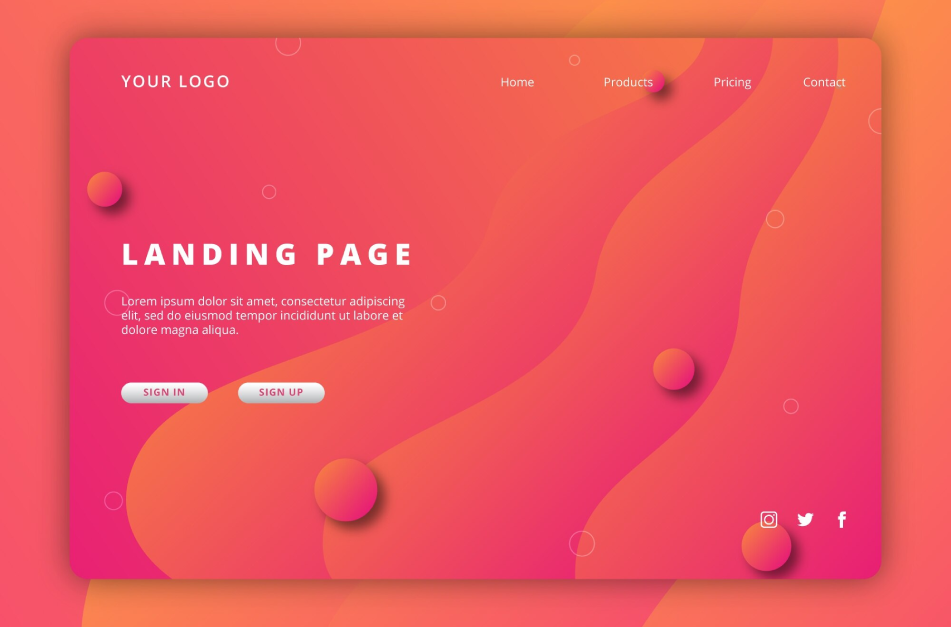 YOUR LOGO
Home Products Pricing Contact
LANDING PAGE
Lorem ipsum dolor sit amet, consectetur adipiscing
elit, sed do eiusmod tempor incididunt ut labore et
dolore magna aliqua.
SIGN IN SIGN UP